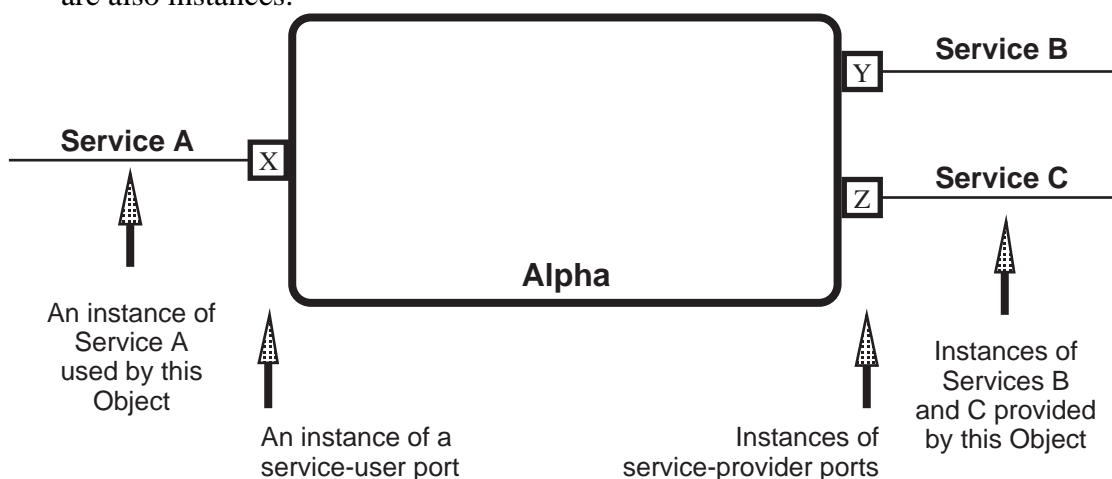 are also instances.
Service B
Y
Service A
X
Service C
Z
Alpha
An instance of
Service A
used by this
Object
Instances of
Services B
and C provided
by this Object
An instance of a
service-user port
Instances of
service-provider ports